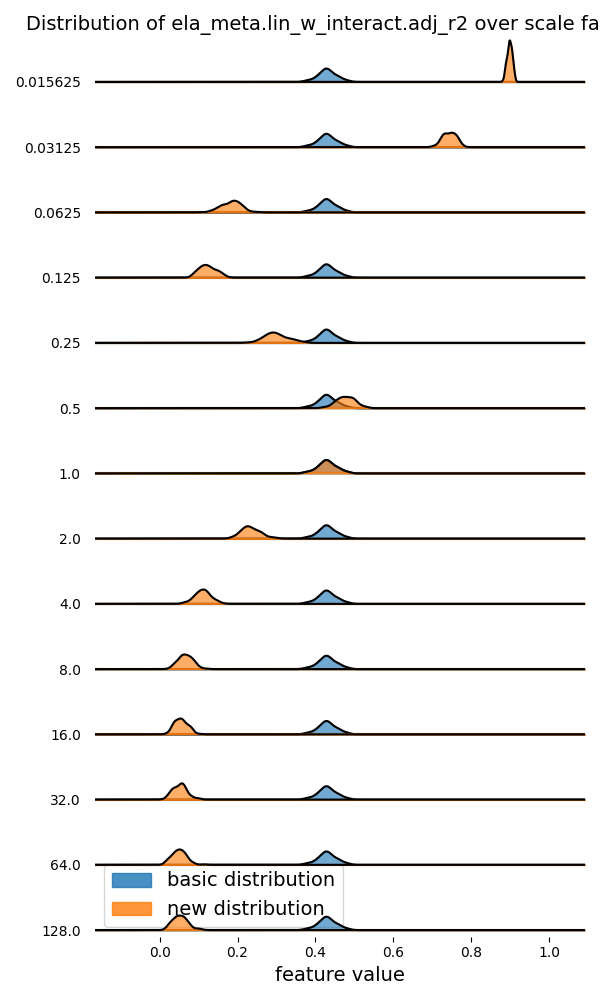 Distribution of ela_meta.lin_w_interact.adj_r2 over scale fa
0.015625
0.03125
0.0625
0.125
0.25
0.5
1.0
2.0
4.0
8.0
16.0
32.0
64.0
basic distribution
new distribution
128.0
0.0 0.2 0.4 0.6 0.8 1.0
feature value